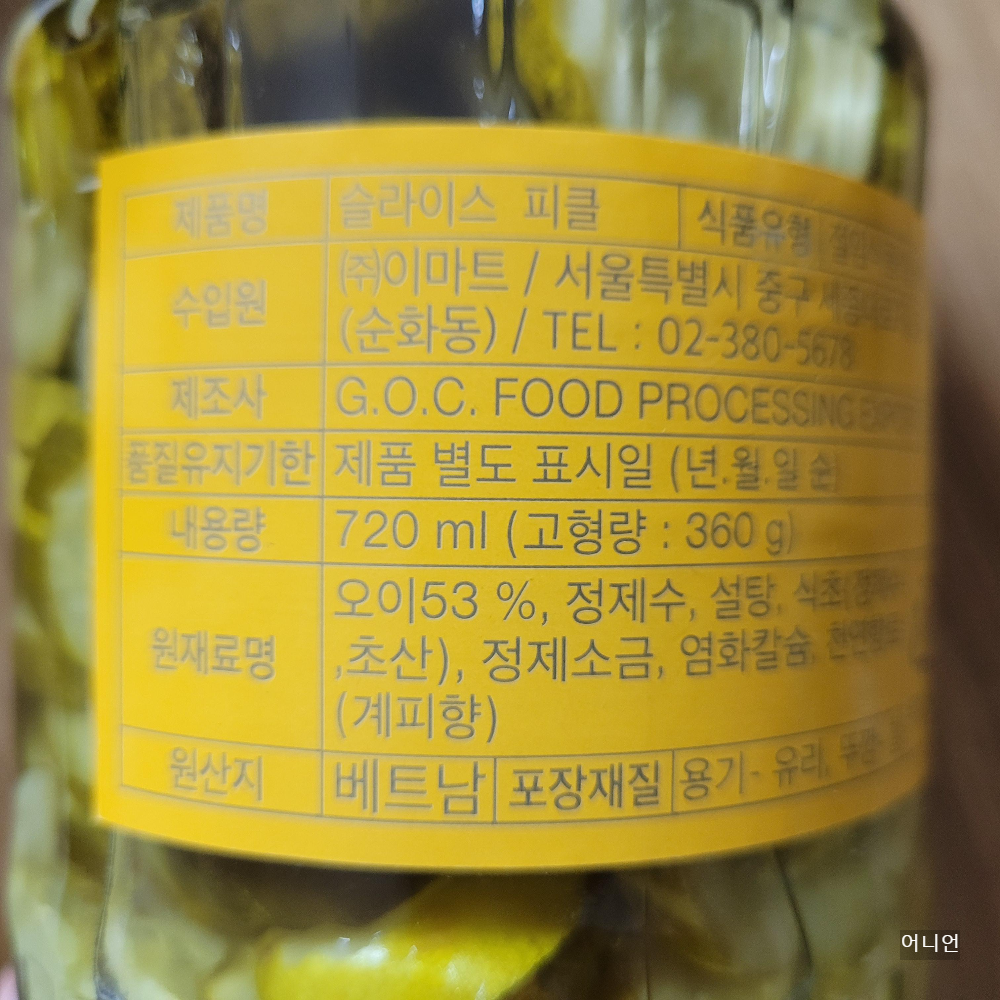 제품명 슬라이스 피클 식품유형
수입원 ㈜이마트 / 서울특별시 중구
(순화동) / TEL : 02-380-5678
제조사 G.O.C. FOOD PROCESSING
품질유지기한 제품 별도 표시일 (년.월.일 순)
내용량 720 ml (고형량 : 360 g)
원재료명 오이53 %, 정제수, 설탕, 식초(
,초산), 정제소금, 염화칼슘,
(계피향)
원산지 베트남 포장재질 용기- 유리,
어니언